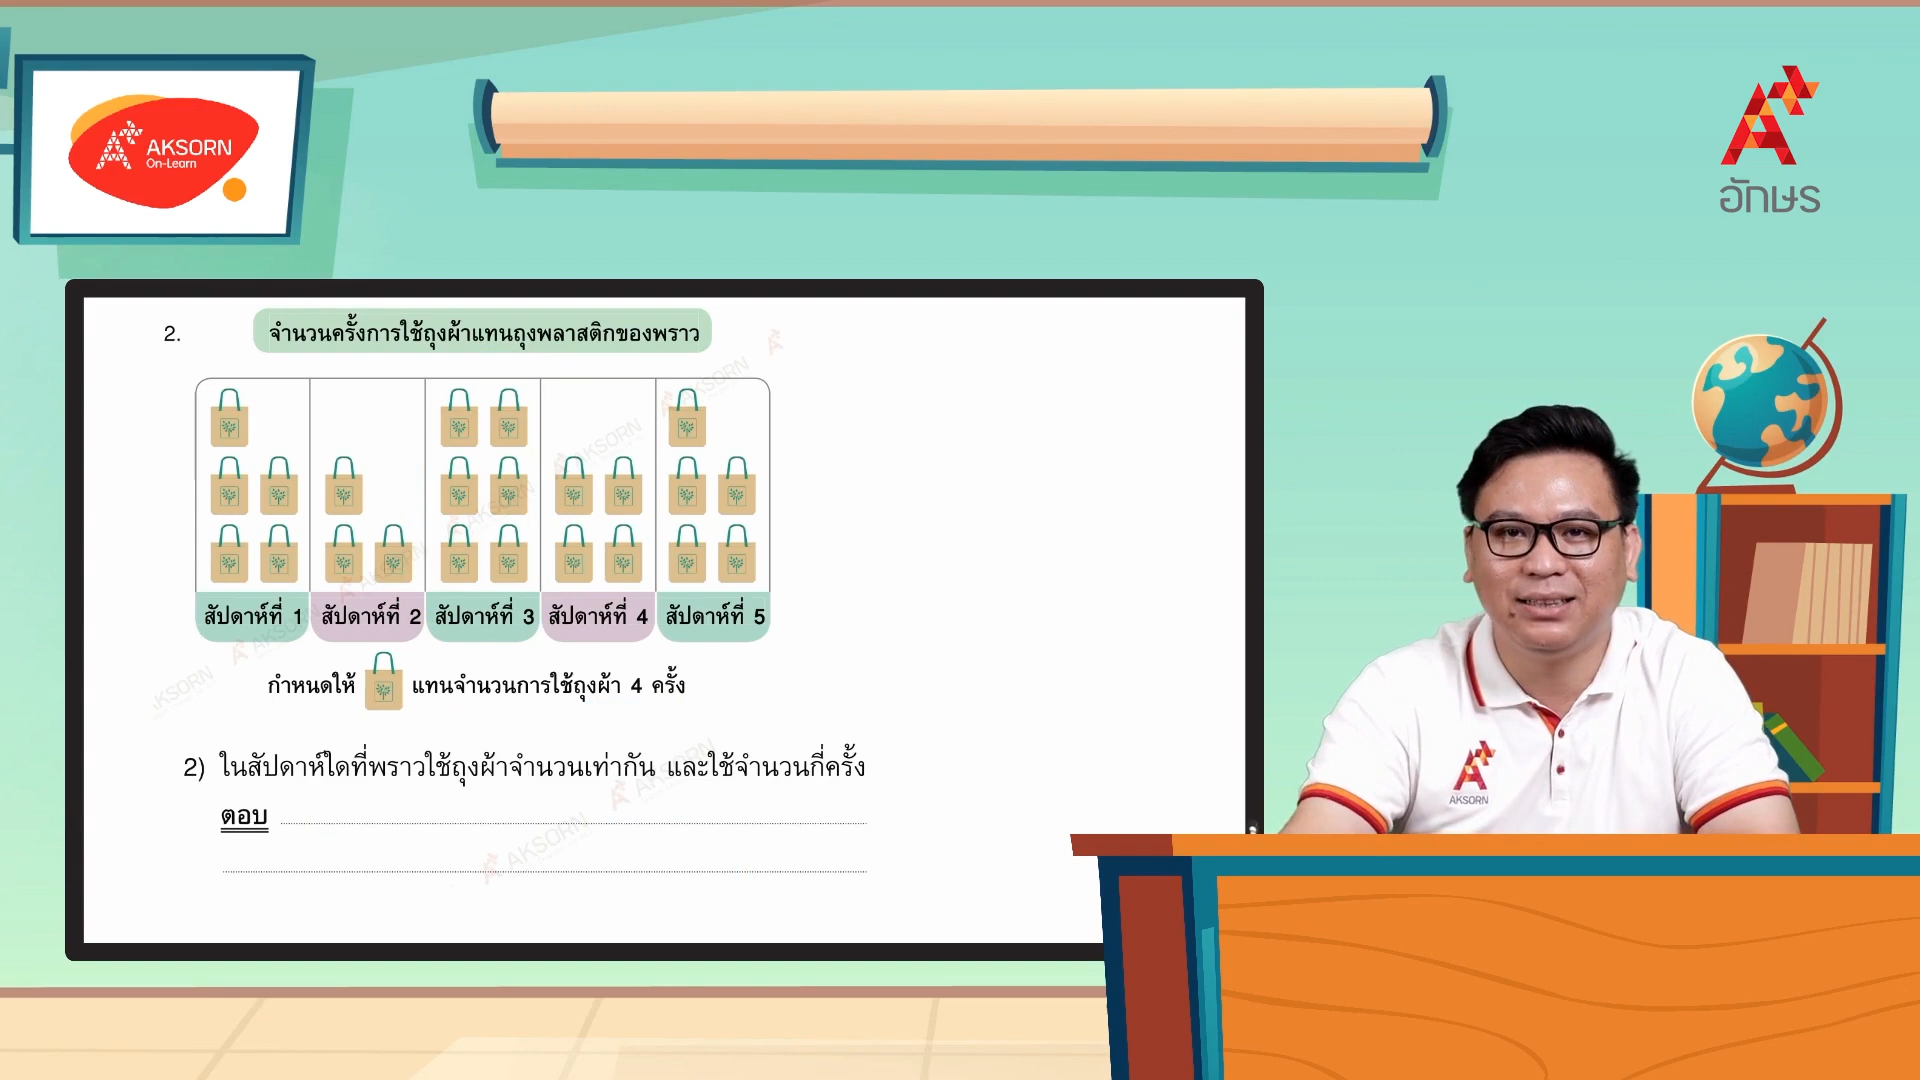 AKSORN
On-Learn
อักษร
2.
จำนวนครั้งการใช้ถุงผ้าแทนถุงพลาสติกของพราว
สัปดาห์ที่ 1 สัปดาห์ที่ 2 สัปดาห์ที่ 3 สัปดาห์ที่ 4 สัปดาห์ที่ 5
กำหนดให้ แทนจำนวนการใช้ถุงผ้า 4 ครั้ง
2) ในสัปดาห์ใดที่พราวใช้ถุงผ้าจำนวนเท่ากัน และใช้จำนวนกี่ครั้ง
ตอบ
AKSORN